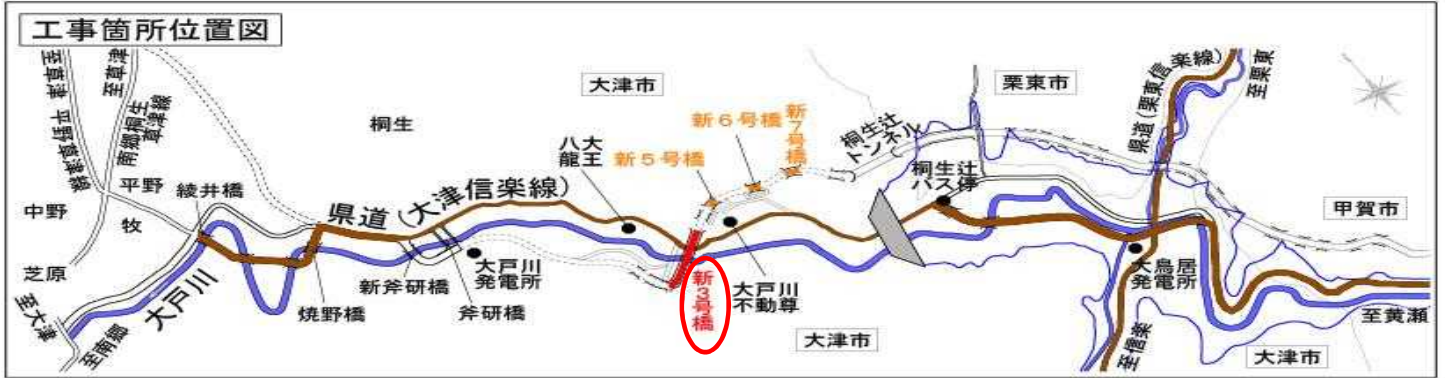 工事箇所位置図
至草津 平野草津線
至草津
南郷桐生草津線
桐生
大津市
栗東市
県道(栗東信楽線)
至栗東
新6号橋
新7号橋
桐生辻
トンネル
八大
龍王
新5号橋
桐生辻
バス停
平野
綾井橋
中野
牧
県道(大津信楽線)
甲賀市
芝原
大戸川
焼野橋
新斧研橋
斧研橋
大戸川
発電所
新3号橋
大戸川
不動尊
大鳥居
発電所
至黄瀬
至大津
至南郷
大津市
至信楽
大津市